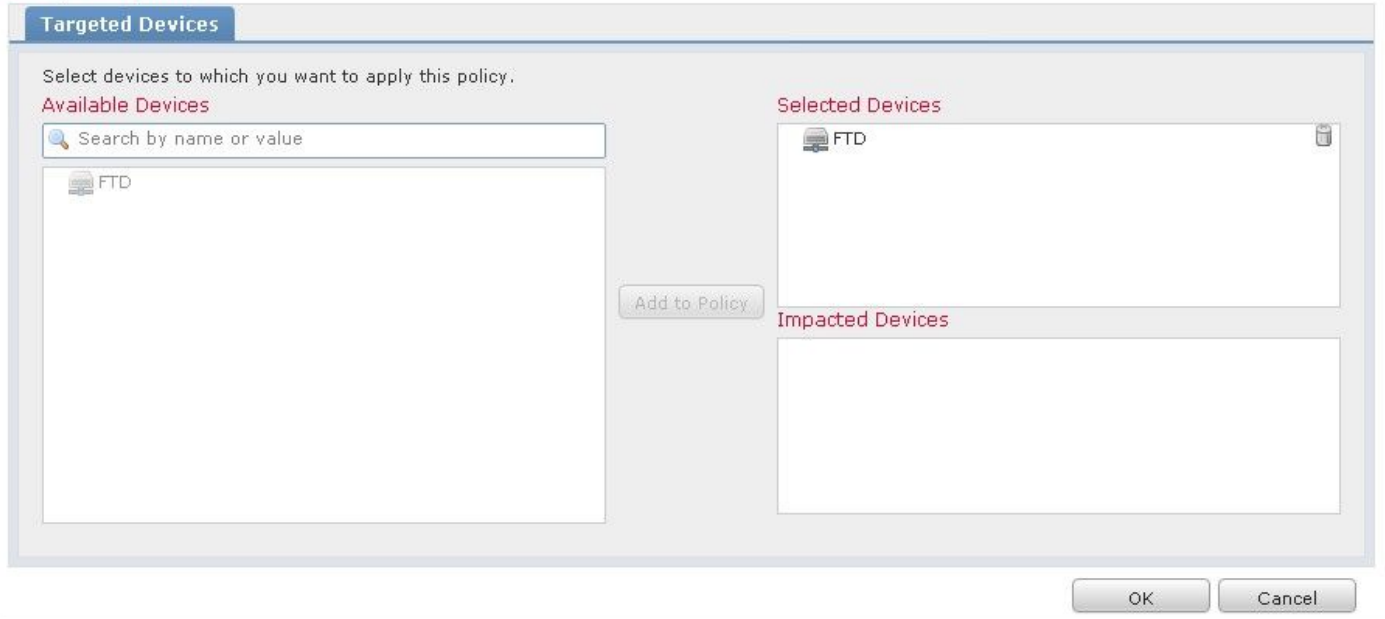 Targeted Devices
Select devices to which you want to apply this policy.
Available Devices
Search by name or value
FTD
Add to Policy
Selected Devices
FTD
Impacted Devices
OK
Cancel